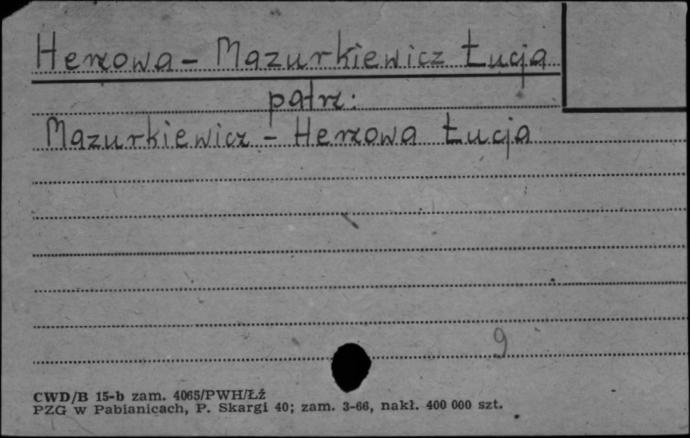 Herzowa - Mazurkiewicz Łucja
patrz:
Mazurkiewicz - Herzowa Łucja
9
CWD/B 15-b zam. 4065/PWH/ŁŻ
PZG w Pabianicach, P. Skargi 40; zam. 3-66, nakł. 400 000 szt.